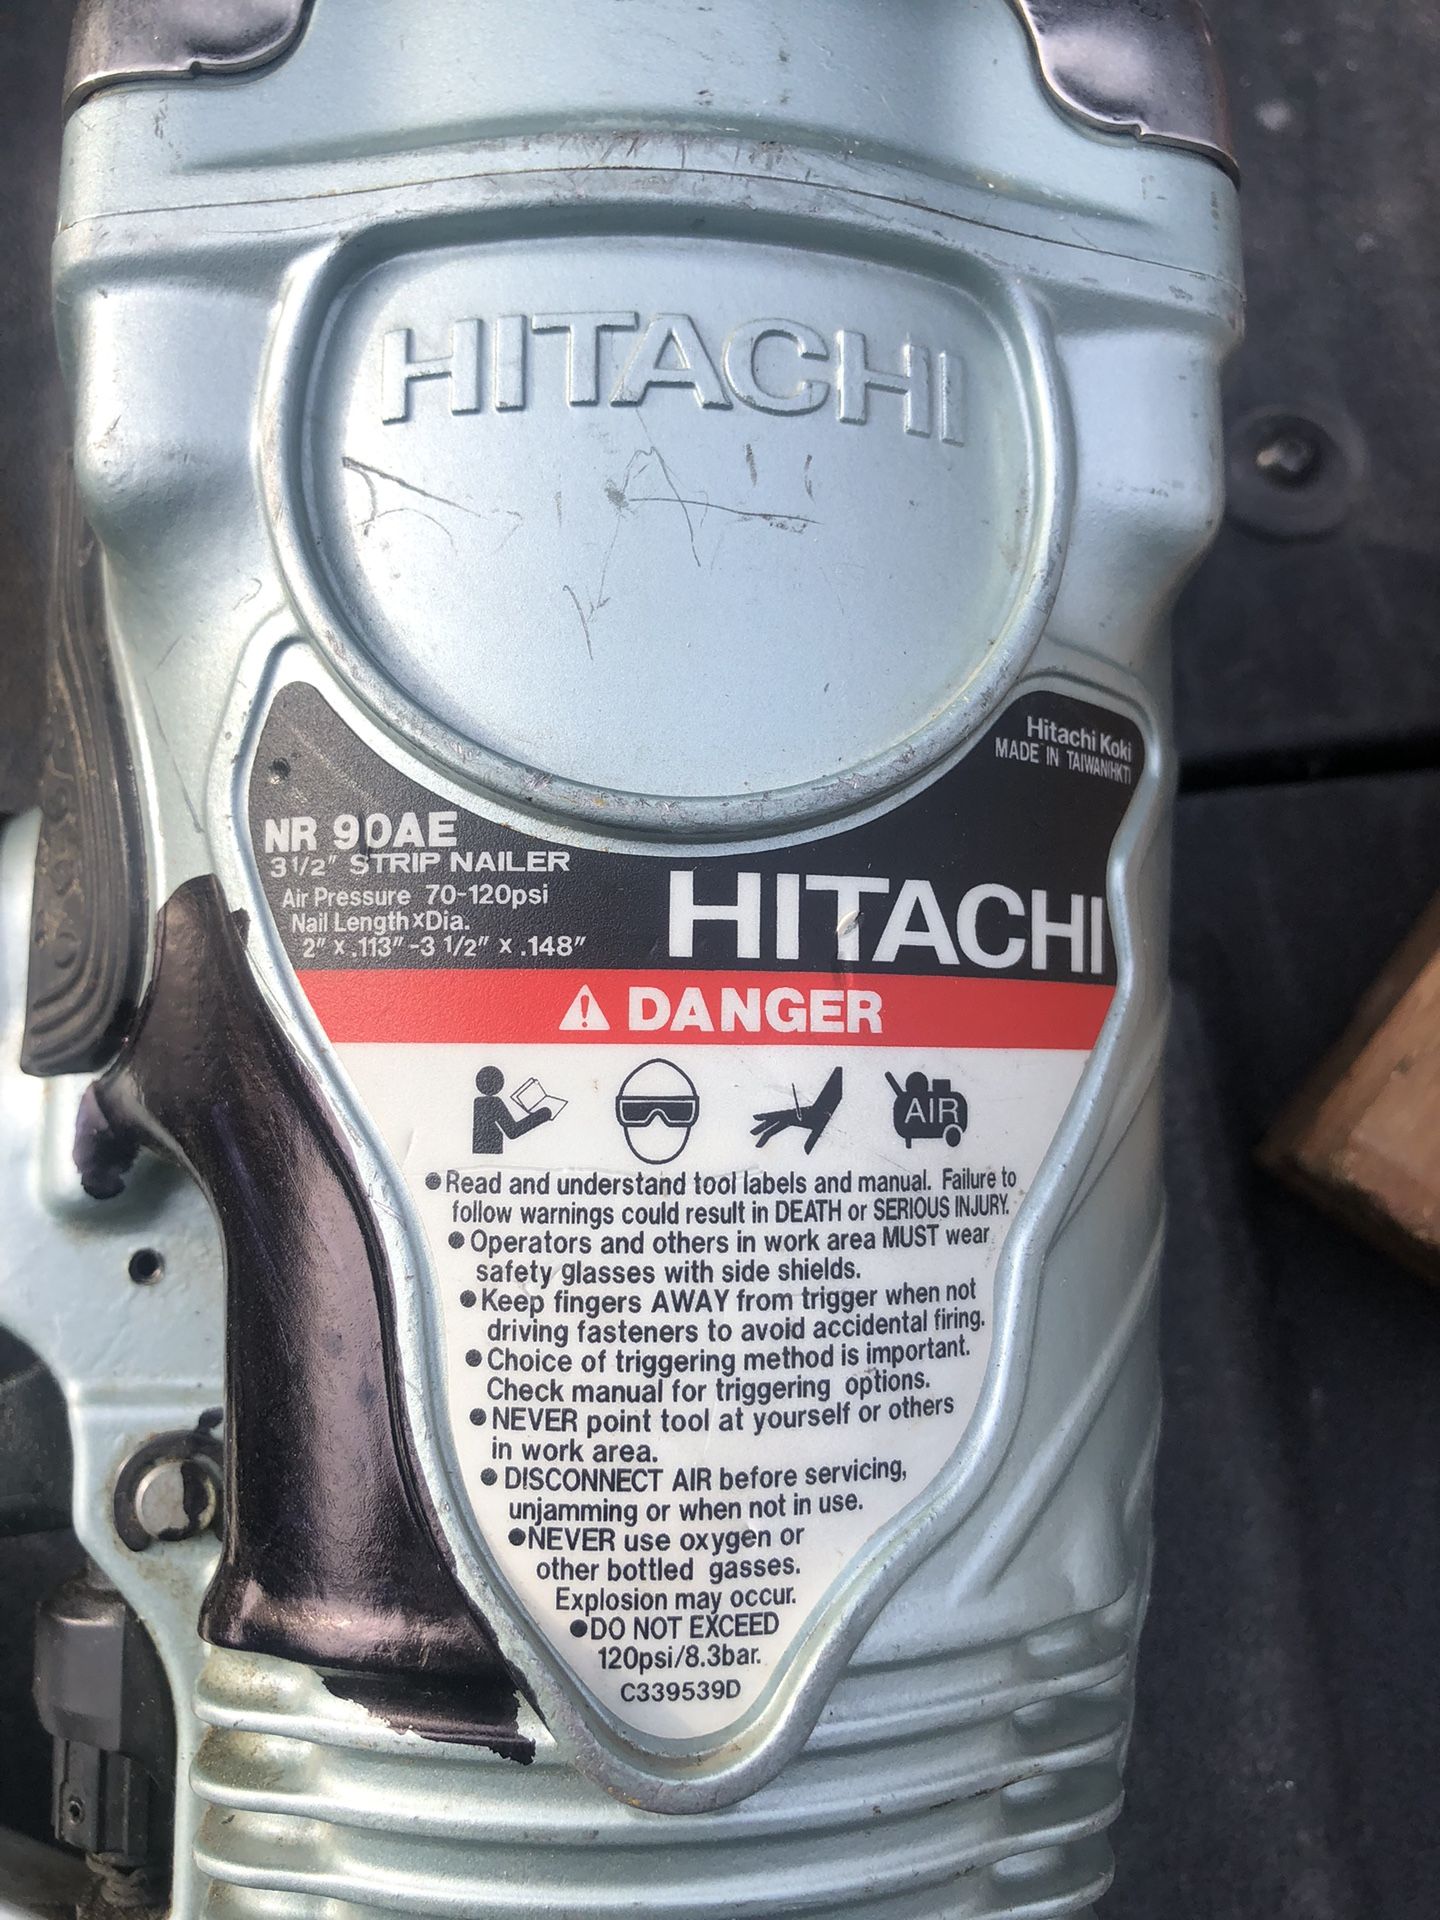 HITACHI
Hitachi Koki
MADE IN TAIWAN(HKT)
NR 90AE
3 1/2" STRIP NAILER
Air Pressure 70-120psi
Nail Length×Dia.
2" x .113" -3 1/2" x .148"
HITACHI
DANGER
AIR
●Read and understand tool labels and manual. Failure to
follow warnings could result in DEATH or SERIOUS INJURY.
●Operators and others in work area MUST wear
safety glasses with side shields.
●Keep fingers AWAY from trigger when not
driving fasteners to avoid accidental firing.
●Choice of triggering method is important.
Check manual for triggering options.
●NEVER point tool at yourself or others
in work area.
●DISCONNECT AIR before servicing,
unjamming or when not in use.
●NEVER use oxygen or
other bottled gasses.
Explosion may occur.
●DO NOT EXCEED
120psi/8.3bar.
C339539D